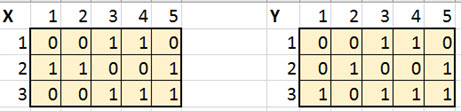 X 1 2 3 4 5 Y 1 2 3 4 5
1 0 0 1 1 0 1 0 0 1 1 0
2 1 1 0 0 1 2 0 1 0 0 1
3 0 0 1 1 1 3 1 0 1 1 1